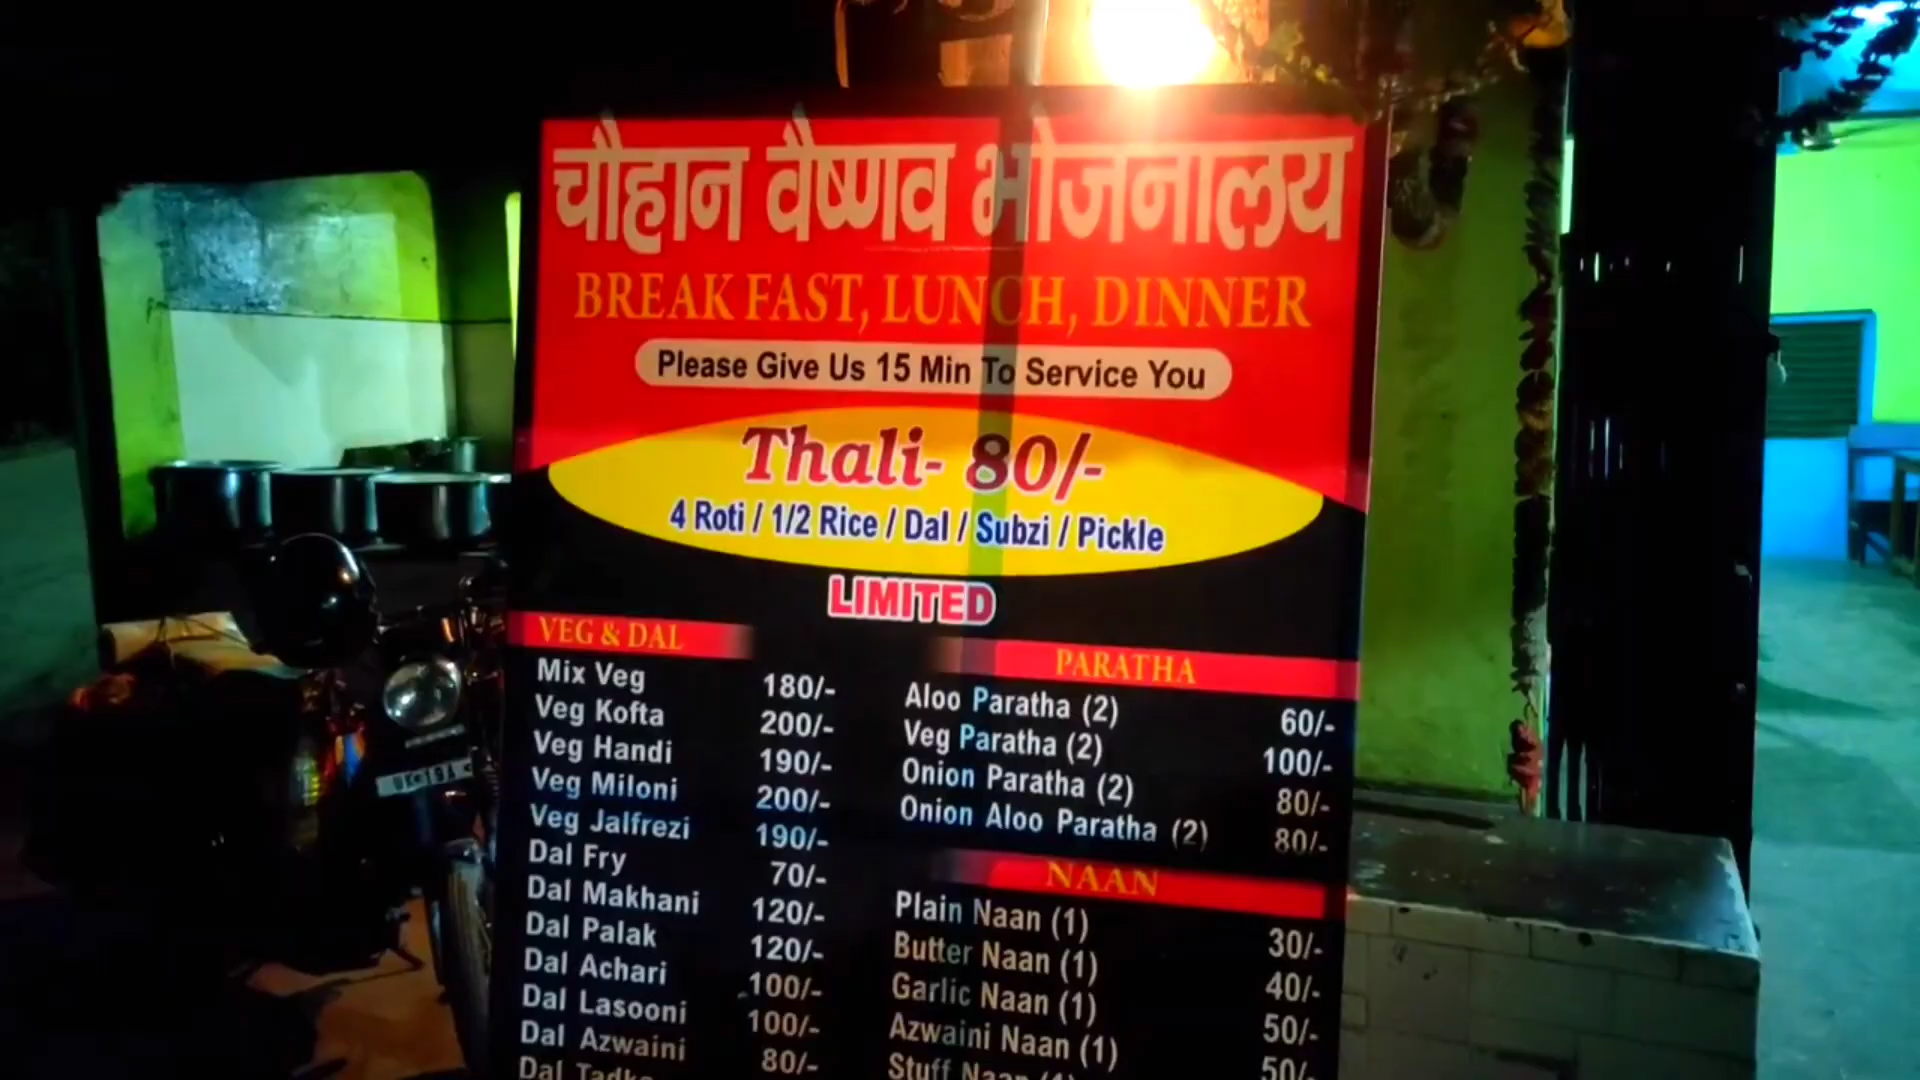 चौहान वैष्णव भोजनालय
BREAK FAST, LUNCH, DINNER
Please Give Us 15 Min To Service You
Thali- 80/-
4 Roti / 1/2 Rice / Dal / Subzi / Pickle
LIMITED
VEG & DAL
Mix Veg 180/-
Veg Kofta 200/-
Veg Handi 190/-
Veg Miloni 200/-
Veg Jalfrezi 190/-
Dal Fry 70/-
Dal Makhani 120/-
Dal Palak 120/-
Dal Achari 100/-
Dal Lasooni 100/-
Dal Azwaini 80/-
Dal
PARATHA
Aloo Paratha (2) 60/-
Veg Paratha (2) 100/-
Onion Paratha (2) 80/-
Onion Aloo Paratha (2) 80/-
NAAN
Plain Naan (1) 30/-
Butter Naan (1) 40/-
Garlic Naan (1) 50/-
Azwaini Naan (1) 50/-
Stuff Naan